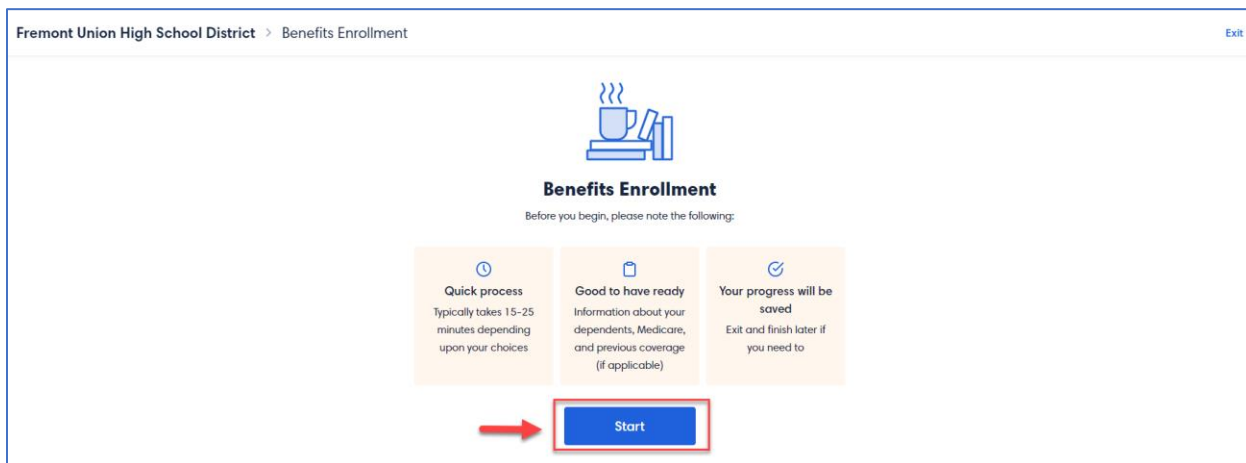 Fremont Union High School District > Benefits Enrollment
Exit
Benefits Enrollment
Before you begin, please note the following:
Quick process
Typically takes 15-25
minutes depending
upon your choices
Good to have ready
Information about your
dependents, Medicare,
and previous coverage
(if applicable)
Your progress will be
saved
Exit and finish later if
you need to
Start